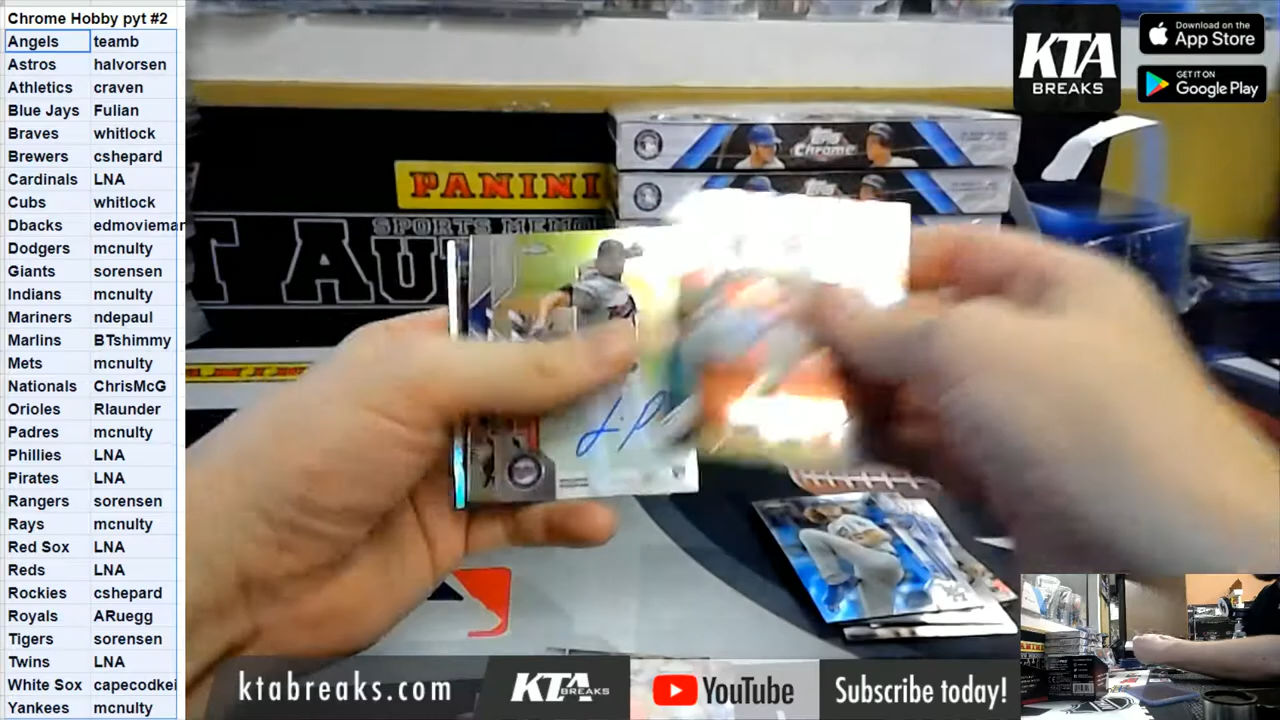 Chrome Hobby pyt #2
Angels teamb
Astros halvorsen
Athletics craven
Blue Jays Fulian
Braves whitlock
Brewers cshepard
Cardinals LNA
Cubs whitlock
Dbacks edmoviemar
Dodgers mcnulty
Giants sorensen
Indians mcnulty
Mariners ndepaul
Marlins BTshimmy
Mets mcnulty
Nationals ChrisMcG
Orioles Rlaunder
Padres mcnulty
Phillies LNA
Pirates LNA
Rangers sorensen
Rays mcnulty
Red Sox LNA
Reds LNA
Rockies cshepard
Royals ARuegg
Tigers sorensen
Twins LNA
White Sox capecodkei
Yankees mcnulty
KTA
BREAKS
Download on the
App Store
GET IT ON
Google Play
Topps
Chrome
Topps
PANINI
SPORTS MEMO
T AU
ktabreaks.com
KTA
BREAKS
YouTube
Subscribe today!